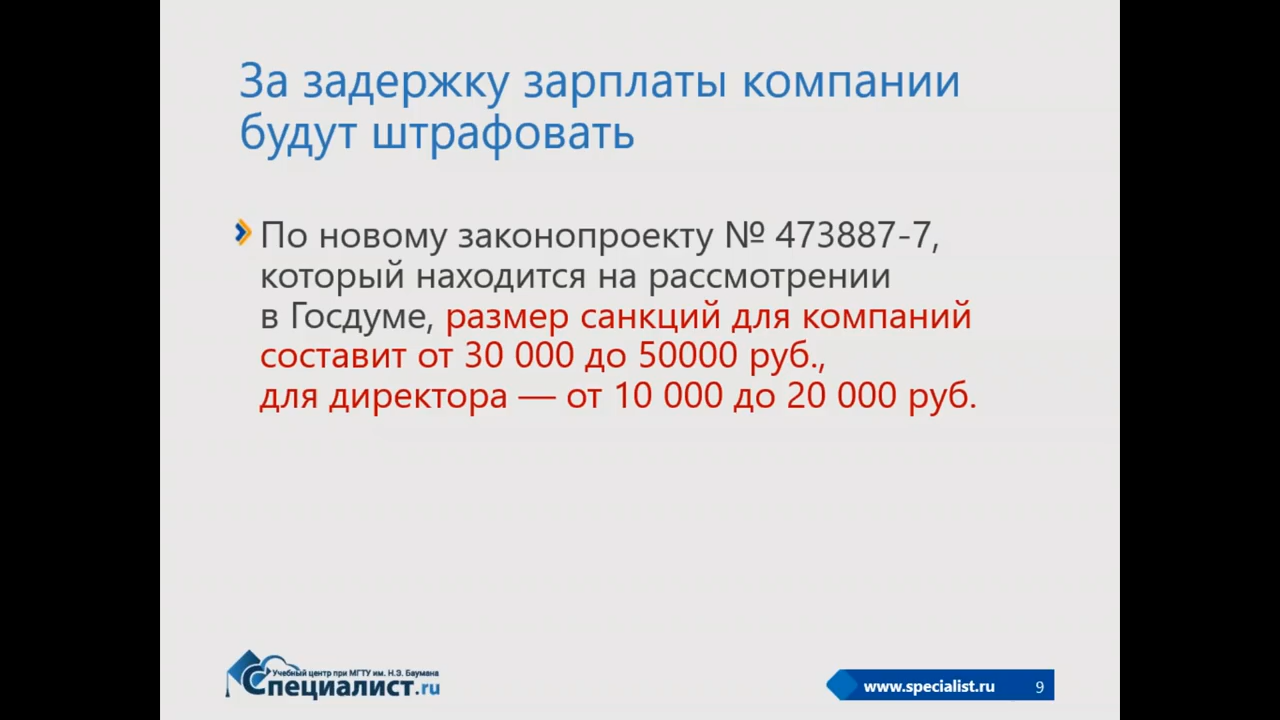 За задержку зарплаты компании
будут штрафовать
По новому законопроекту № 473887-7,
который находится на рассмотрении
в Госдуме, размер санкций для компаний
составит от 30 000 до 50000 руб.,
для директора — от 10 000 до 20 000 руб.
Учебный центр при МГТУ им. Н.Э. Баумана
Специалист.ru
www.specialist.ru 9